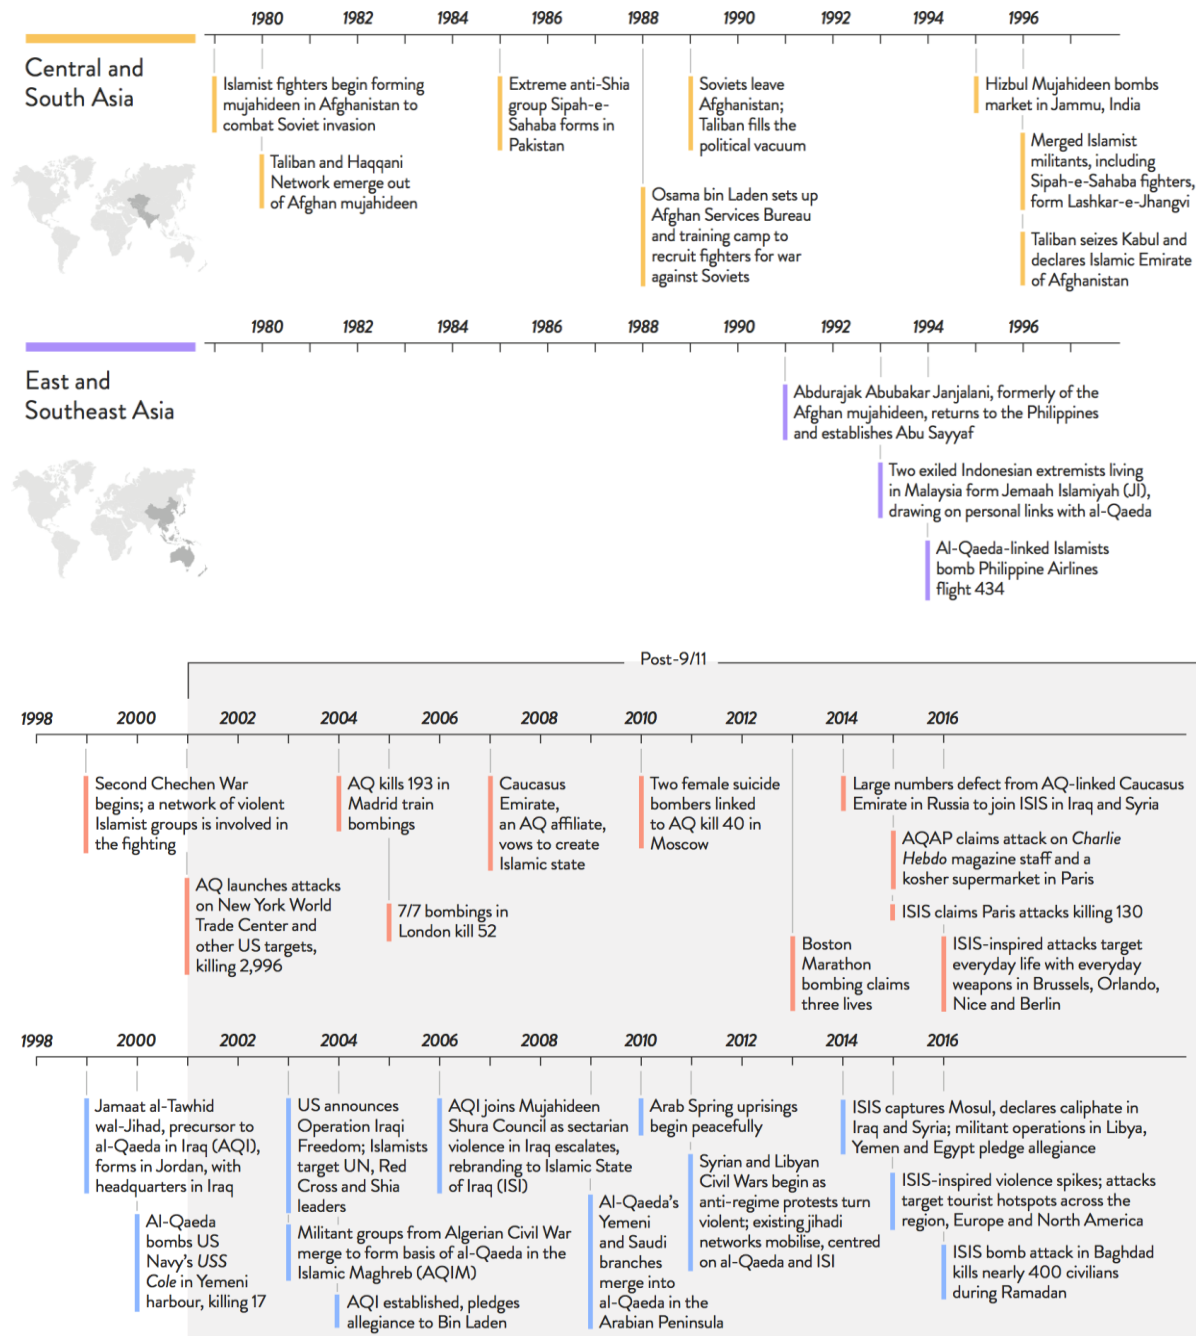 1980 1982 1984 1986 1988 1990 1992 1994 1996
Central and
South Asia
Islamist fighters begin forming
mujahideen in Afghanistan to
combat Soviet invasion
Taliban and Haqqani
Network emerge out
of Afghan mujahideen
Extreme anti-Shia
group Sipah-e-
Sahaba forms in
Pakistan
Osama bin Laden sets up
Afghan Services Bureau
and training camp to
recruit fighters for war
against Soviets
Soviets leave
Afghanistan;
Taliban fills the
political vacuum
Hizbul Mujahideen bombs
market in Jammu, India
Merged Islamist
militants, including
Sipah-e-Sahaba fighters,
form Lashkar-e-Jhangvi
Taliban seizes Kabul and
declares Islamic Emirate
of Afghanistan
1980 1982 1984 1986 1988 1990 1992 1994 1996
East and
Southeast Asia
Abdurajak Abubakar Janjalani, formerly of the
Afghan mujahideen, returns to the Philippines
and establishes Abu Sayyaf
Two exiled Indonesian extremists living
in Malaysia form Jemaah Islamiyah (JI),
drawing on personal links with al-Qaeda
Al-Qaeda-linked Islamists
bomb Philippine Airlines
flight 434
Post-9/11
1998 2000 2002 2004 2006 2008 2010 2012 2014 2016
Second Chechen War
begins; a network of violent
Islamist groups is involved in
the fighting
AQ launches attacks
on New York World
Trade Center and
other US targets,
killing 2,996
AQ kills 193 in
Madrid train
bombings
7/7 bombings in
London kill 52
Caucasus
Emirate,
an AQ affiliate,
vows to create
Islamic state
Two female suicide
bombers linked
to AQ kill 40 in
Moscow
Boston
Marathon
bombing claims
three lives
Large numbers defect from AQ-linked Caucasus
Emirate in Russia to join ISIS in Iraq and Syria
AQAP claims attack on Charlie
Hebdo magazine staff and a
kosher supermarket in Paris
ISIS claims Paris attacks killing 130
ISIS-inspired attacks target
everyday life with everyday
weapons in Brussels, Orlando,
Nice and Berlin
1998 2000 2002 2004 2006 2008 2010 2012 2014 2016
Jamaat al-Tawhid
wal-Jihad, precursor to
al-Qaeda in Iraq (AQI),
forms in Jordan, with
headquarters in Iraq
Al-Qaeda
bombs US
Navy's USS
Cole in Yemeni
harbour, killing 17
US announces
Operation Iraqi
Freedom; Islamists
target UN, Red
Cross and Shia
leaders
Militant groups from Algerian Civil War
merge to form basis of al-Qaeda in the
Islamic Maghreb (AQIM)
AQI established, pledges
allegiance to Bin Laden
AQI joins Mujahideen
Shura Council as sectarian
violence in Iraq escalates,
rebranding to Islamic State
of Iraq (ISI)
Al-Qaeda's
Yemeni
and Saudi
branches
merge into
al-Qaeda in the
Arabian Peninsula
Arab Spring uprisings
begin peacefully
Syrian and Libyan
Civil Wars begin as
anti-regime protests turn
violent; existing jihadi
networks mobilise, centred
on al-Qaeda and ISI
ISIS captures Mosul, declares caliphate in
Iraq and Syria; militant operations in Libya,
Yemen and Egypt pledge allegiance
ISIS-inspired violence spikes; attacks
target tourist hotspots across the
region, Europe and North America
ISIS bomb attack in Baghdad
kills nearly 400 civilians
during Ramadan